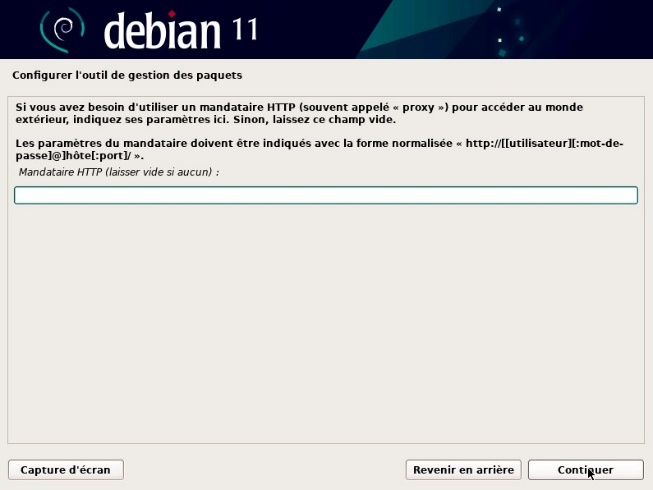 debian 11
Configurer l'outil de gestion des paquets
Si vous avez besoin d'utiliser un mandataire HTTP (souvent appelé « proxy ») pour accéder au monde
extérieur, indiquez ses paramètres ici. Sinon, laissez ce champ vide.
Les paramètres du mandataire doivent être indiqués avec la forme normalisée « http://[[utilisateur][:mot-de-
passe]@]hôte[:port]/ ».
Mandataire HTTP (laisser vide si aucun) :
Capture d'écran
Revenir en arrière
Continuer